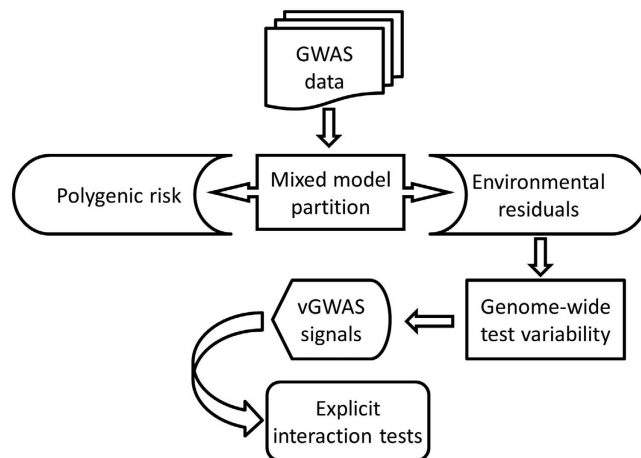 GWAS
data
Polygenic risk
Mixed model
partition
Environmental
residuals
Genome-wide
test variability
vGWAS
signals
Explicit
interaction tests